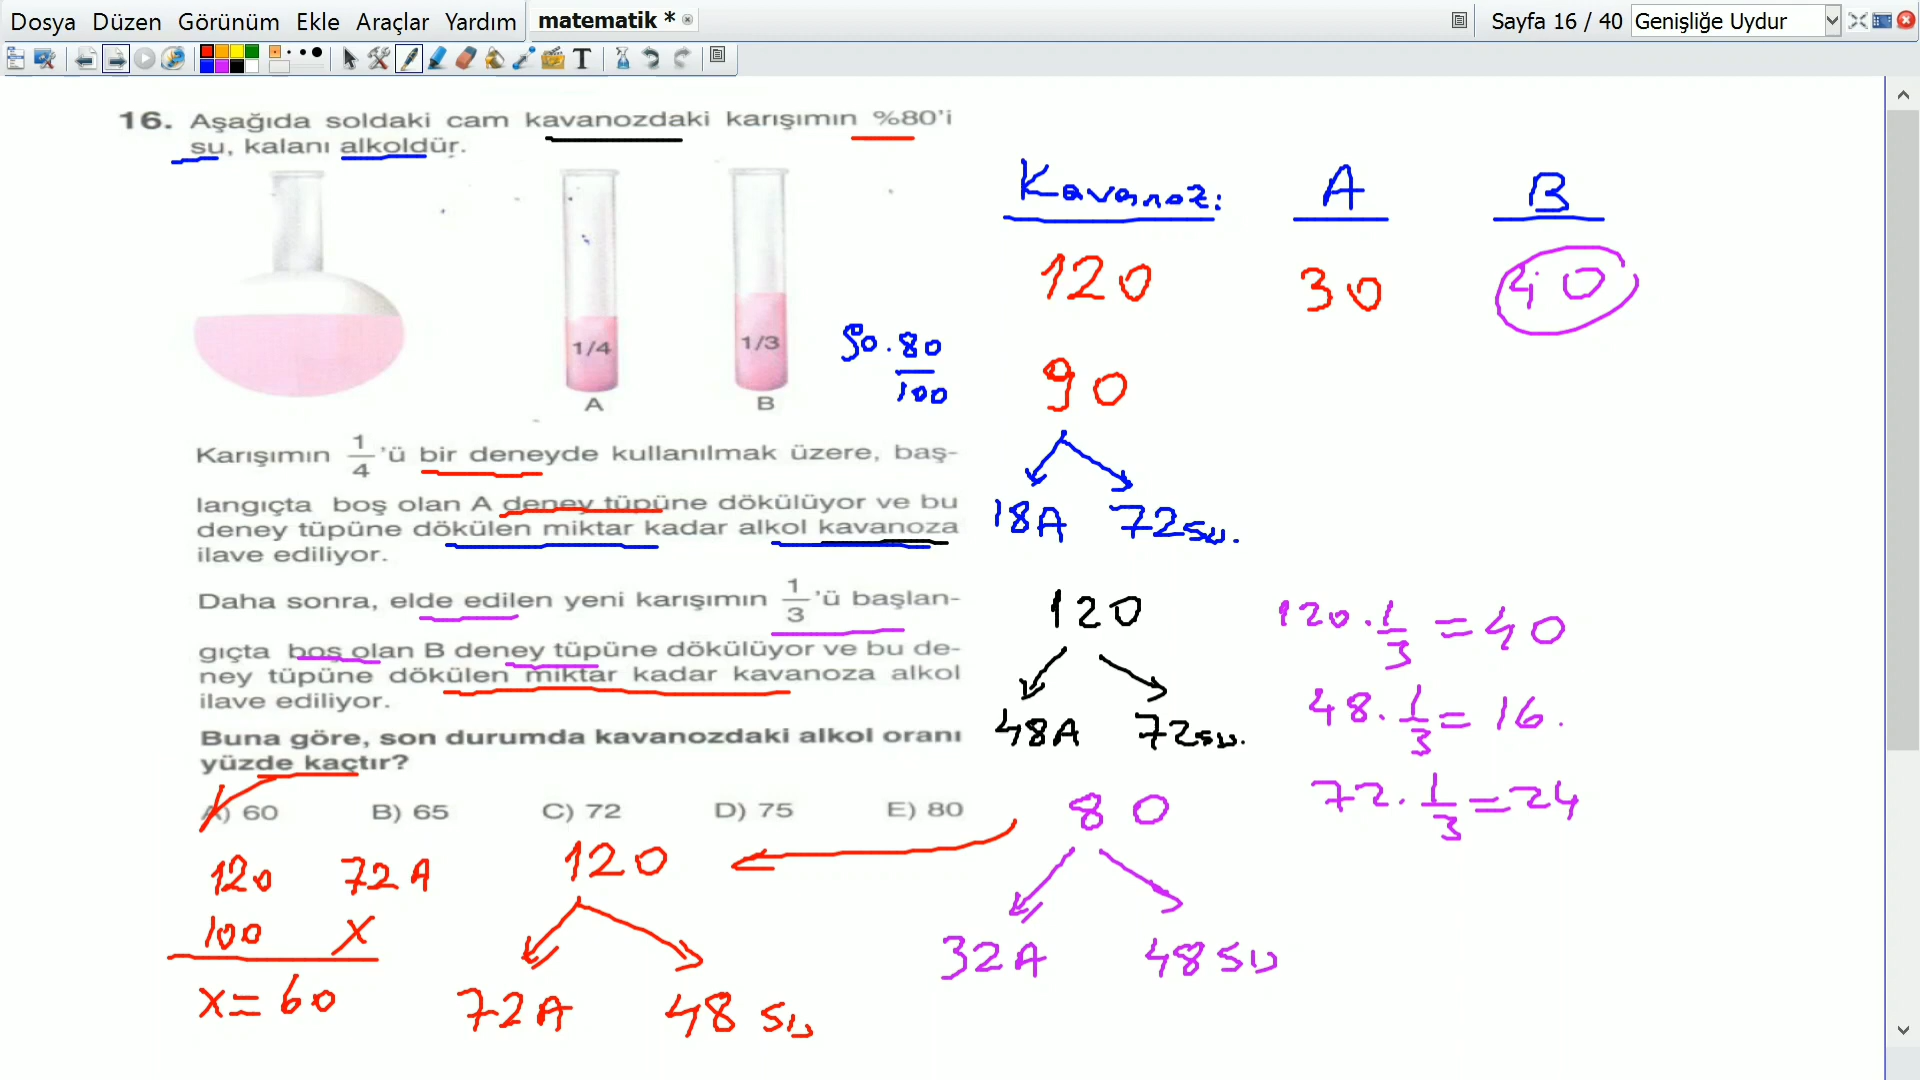 Dosya Düzen Görünüm Ekle Araçlar Yardım matematik * Sayfa 16 / 40 Genişliğe Uydur
16. Aşağıda soldaki cam kavanozdaki karışımın %80'i
su, kalanı alkoldür.
1/4
1/3
A
B
Karışımın 1/4 'ü bir deneyde kullanılmak üzere, baş-
langıçta boş olan A deney tüpüne dökülüyor ve bu
deney tüpüne dökülen miktar kadar alkol kavanoza
ilave ediliyor.
Daha sonra, elde edilen yeni karışımın 1/3 'ü başlan-
gıçta boş olan B deney tüpüne dökülüyor ve bu de-
ney tüpüne dökülen miktar kadar kavanoza alkol
ilave ediliyor.
Buna göre, son durumda kavanozdaki alkol oranı
yüzde kaçtır?
A) 60 B) 65 C) 72 D) 75 E) 80
120 72A
100 x
x = 60
120
72A 48 su
Kavanoz: A B
120 30 40
90.80/100
90
18A 72su.
120
48A 72su.
80
32A 48su
120.1/3 = 40
48.1/3 = 16.
72.1/3 = 24